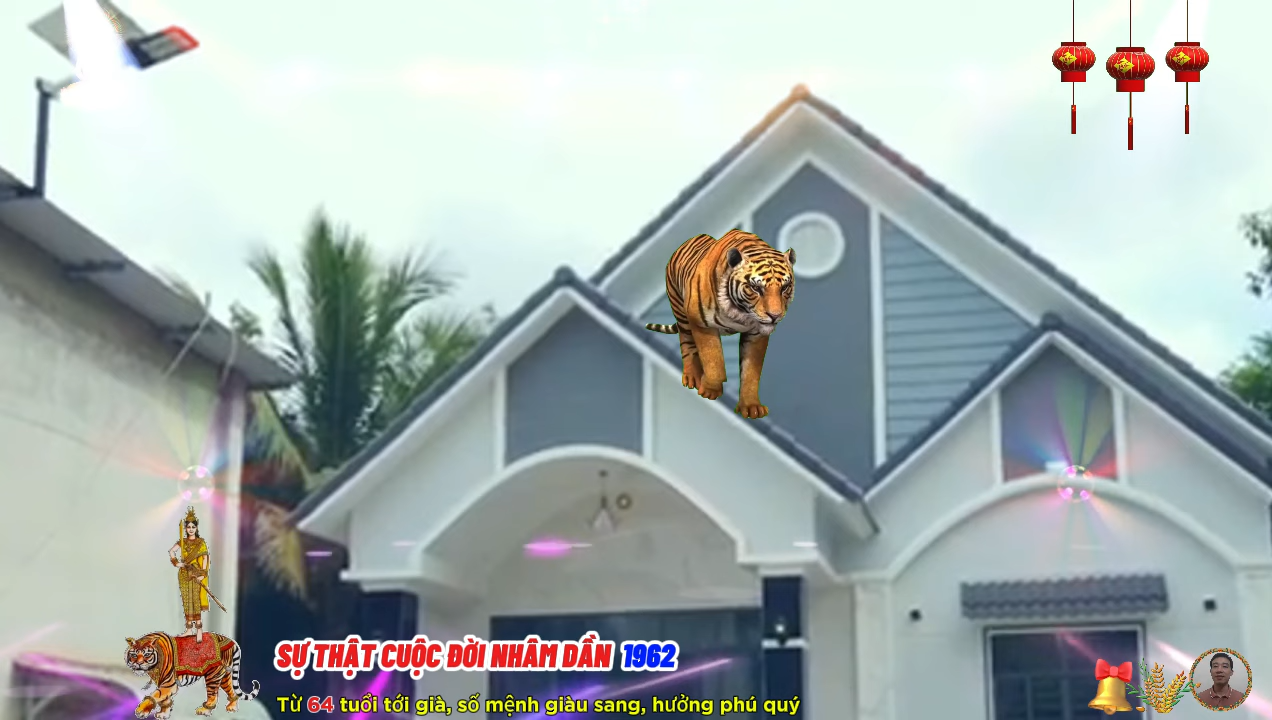 SỰ THẬT CUỘC ĐỜI NHÂM DẦN 1962
Từ 64 tuổi tới già, số mệnh giàu sang, hưởng phú quý